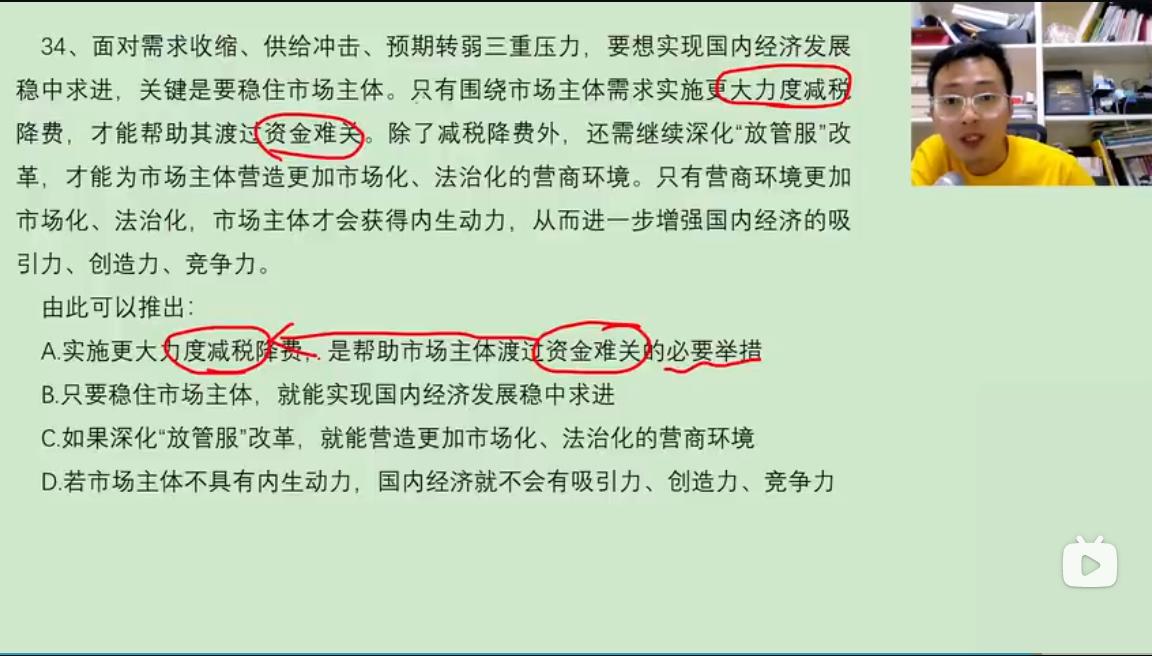 34、面对需求收缩、供给冲击、预期转弱三重压力，要想实现国内经济发展
稳中求进，关键是要稳住市场主体。只有围绕市场主体需求实施更大力度减税
降费，才能帮助其渡过资金难关。除了减税降费外，还需继续深化“放管服”改
革，才能为市场主体营造更加市场化、法治化的营商环境。只有营商环境更加
市场化、法治化，市场主体才会获得内生动力，从而进一步增强国内经济的吸
引力、创造力、竞争力。
由此可以推出：
A.实施更大力度减税降费，是帮助市场主体渡过资金难关的必要举措
B.只要稳住市场主体，就能实现国内经济发展稳中求进
C.如果深化“放管服”改革，就能营造更加市场化、法治化的营商环境
D.若市场主体不具有内生动力，国内经济就不会有吸引力、创造力、竞争力